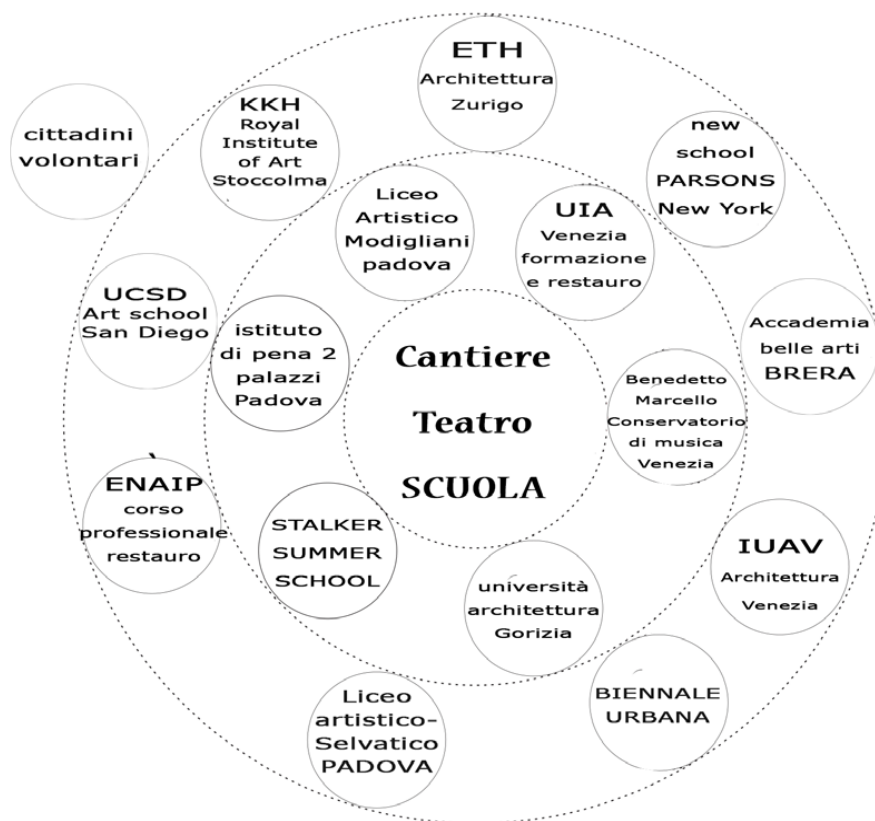 ETH
Architettura
Zurigo
KKH
Royal
Institute
of Art
Stoccolma
cittadini
volontari
new
school
PARSONS
New York
Liceo
Artistico
Modigliani
padova
UIA
Venezia
formazione
e restauro
UCSD
Art school
San Diego
istituto
di pena 2
palazzi
Padova
Cantiere
Teatro
SCUOLA
Accademia
belle arti
BRERA
Benedetto
Marcello
Conservatorio
di musica
Venezia
ENAIP
corso
professionale
restauro
STALKER
SUMMER
SCHOOL
università
architettura
Gorizia
IUAV
Architettura
Venezia
Liceo
artistico-
Selvatico
PADOVA
BIENNALE
URBANA